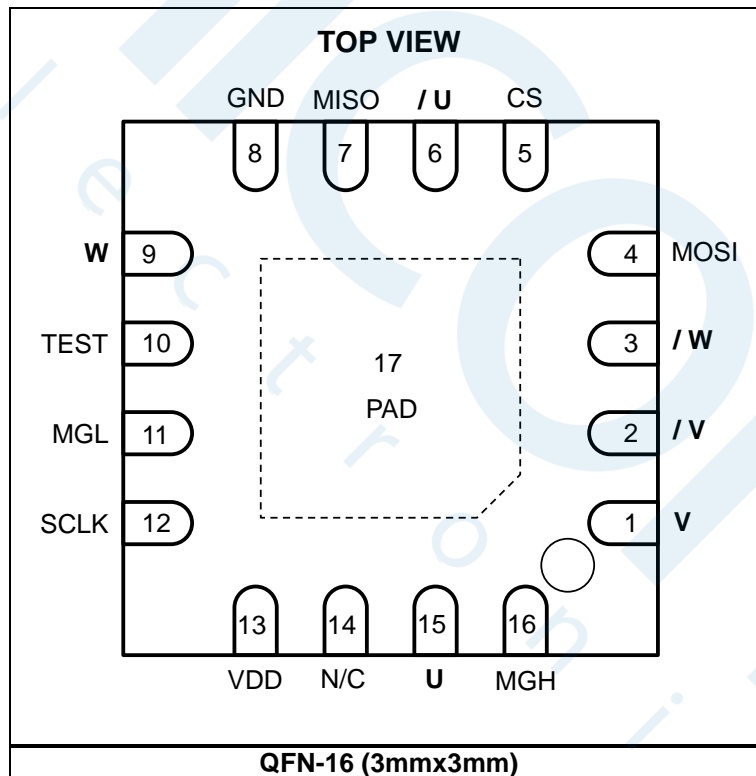 TOP VIEW
GND MISO / U CS
8 7 6 5
W 9 4 MOSI
TEST 10 3 / W
17
PAD
MGL 11 2 / V
SCLK 12 1 V
13 14 15 16
VDD N/C U MGH
QFN-16 (3mmx3mm)